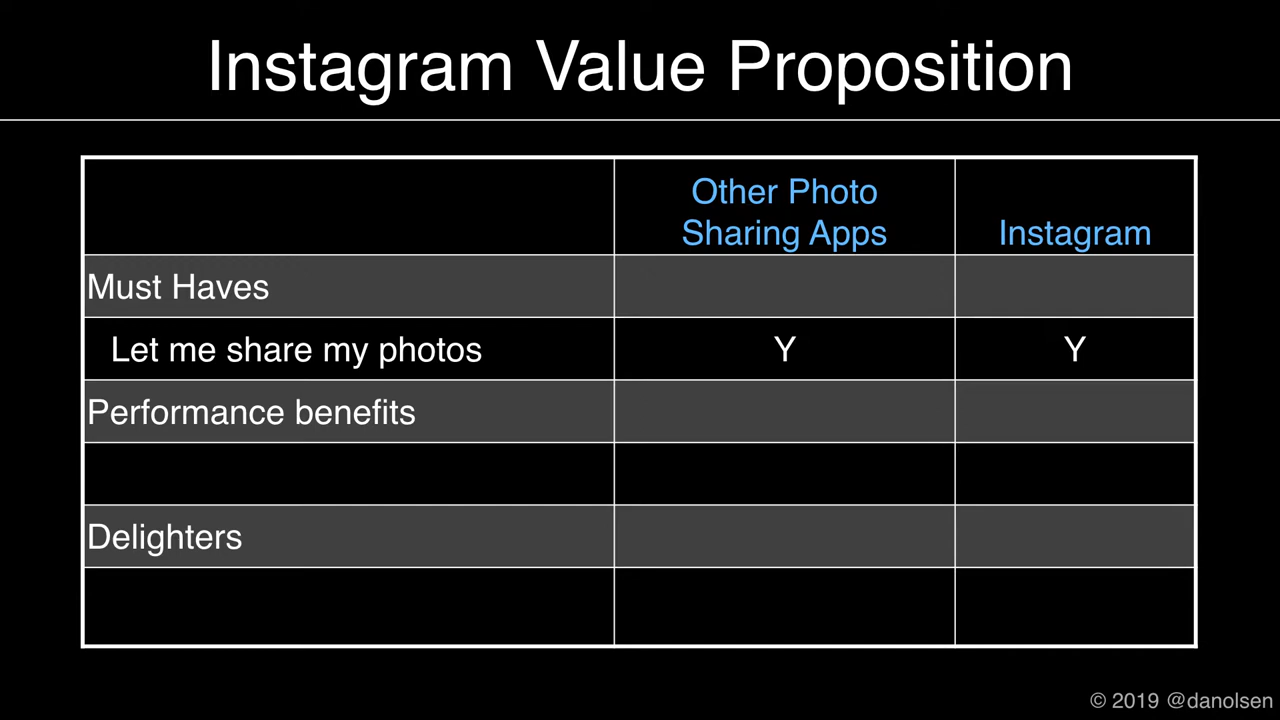 Instagram Value Proposition
Other Photo
Sharing Apps
Instagram
Must Haves
Let me share my photos Y Y
Performance benefits
Delighters
© 2019 @danolsen